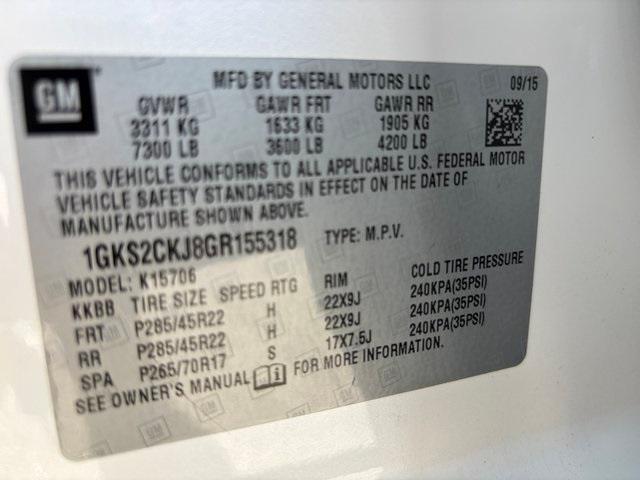 GM
MFD BY GENERAL MOTORS LLC 09/15
GVWR GAWR FRT GAWR RR
3311 KG 1633 KG 1905 KG
7300 LB 3600 LB 4200 LB
THIS VEHICLE CONFORMS TO ALL APPLICABLE U.S. FEDERAL MOTOR
VEHICLE SAFETY STANDARDS IN EFFECT ON THE DATE OF
MANUFACTURE SHOWN ABOVE.
1GKS2CKJ8GR155318 TYPE: M.P.V.
MODEL: K15706
KKBB TIRE SIZE SPEED RTG RIM COLD TIRE PRESSURE
FRT P285/45R22 H 22X9J 240KPA(35PSI)
RR P285/45R22 H 22X9J 240KPA(35PSI)
SPA P265/70R17 S 17X7.5J 240KPA(35PSI)
SEE OWNER'S MANUAL FOR MORE INFORMATION.